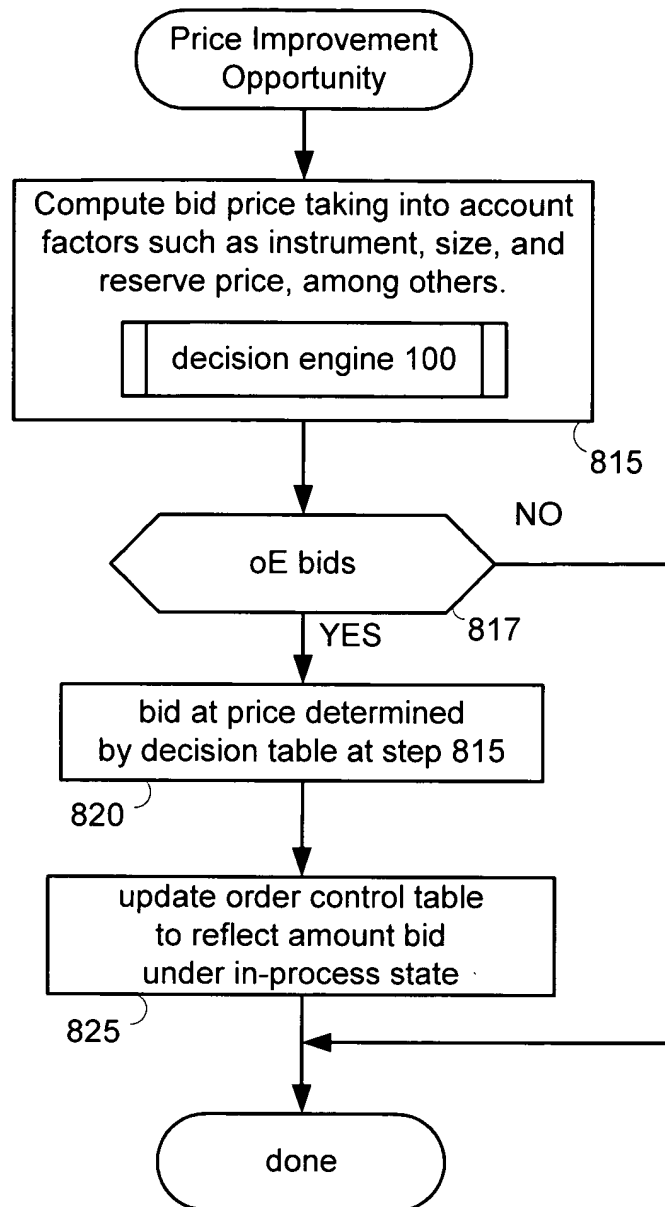 Price Improvement
Opportunity
Compute bid price taking into account
factors such as instrument, size, and
reserve price, among others.
decision engine 100
815
NO
oE bids
817
YES
bid at price determined
by decision table at step 815
820
update order control table
to reflect amount bid
under in-process state
825
done